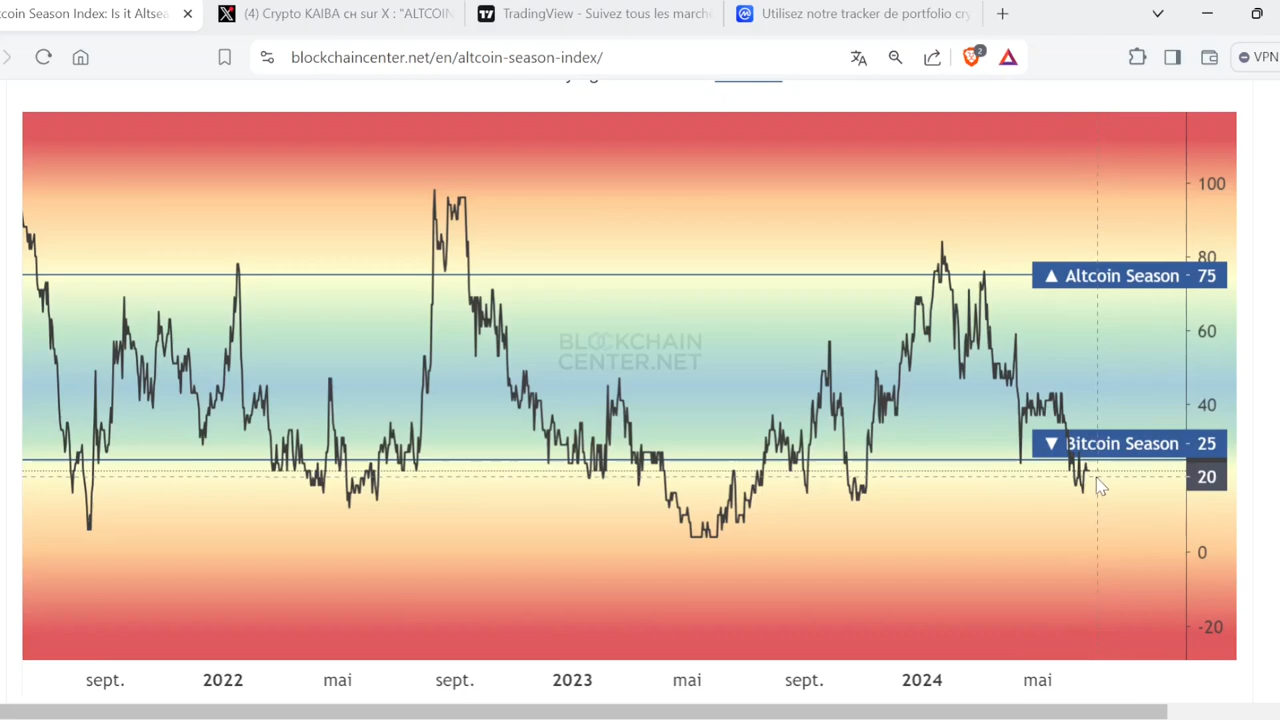 coin Season Index: Is it Altsea
(4) Crypto KAIBA CH sur X : "ALTCOIN
TradingView - Suivez tous les march
Utilisez notre tracker de portfolio cry
blockchaincenter.net/en/altcoin-season-index/
2
VPN
BLOCKCHAIN
CENTER.NET
100
80
▲ Altcoin Season - 75
60
40
▼ Bitcoin Season - 25
20
0
-20
sept.
2022
mai
sept.
2023
mai
sept.
2024
mai